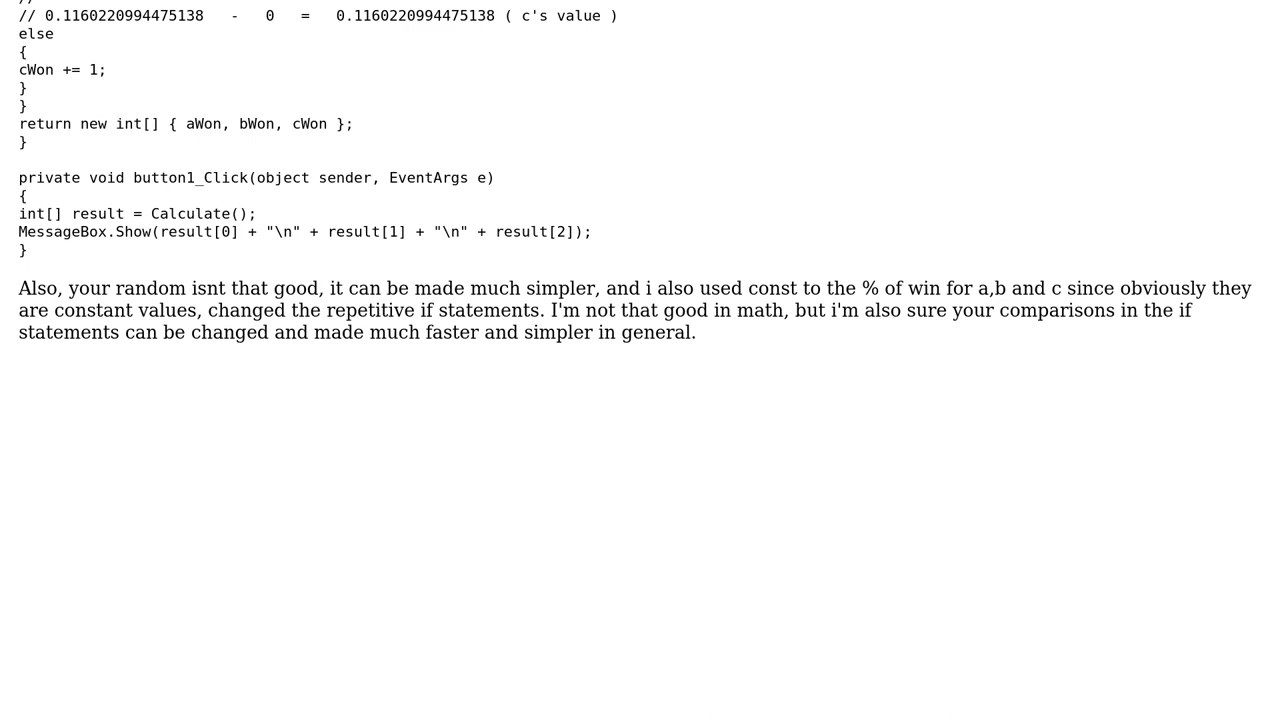 //
// 0.1160220994475138   -   0   =   0.1160220994475138 ( c's value )
else
{
cWon += 1;
}
}
return new int[] { aWon, bWon, cWon };
}

private void button1_Click(object sender, EventArgs e)
{
int[] result = Calculate();
MessageBox.Show(result[0] + "\n" + result[1] + "\n" + result[2]);
}

Also, your random isnt that good, it can be made much simpler, and i also used const to the % of win for a,b and c since obviously they
are constant values, changed the repetitive if statements. I'm not that good in math, but i'm also sure your comparisons in the if
statements can be changed and made much faster and simpler in general.